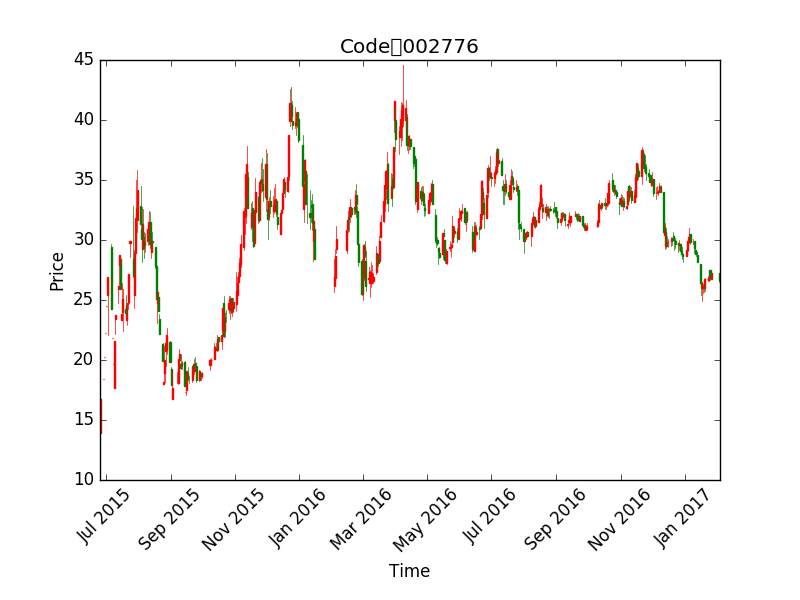 Code▯002776
45
40
35
30
25
20
15
10
Price
Jul 2015
Sep 2015
Nov 2015
Jan 2016
Mar 2016
May 2016
Jul 2016
Sep 2016
Nov 2016
Jan 2017
Time